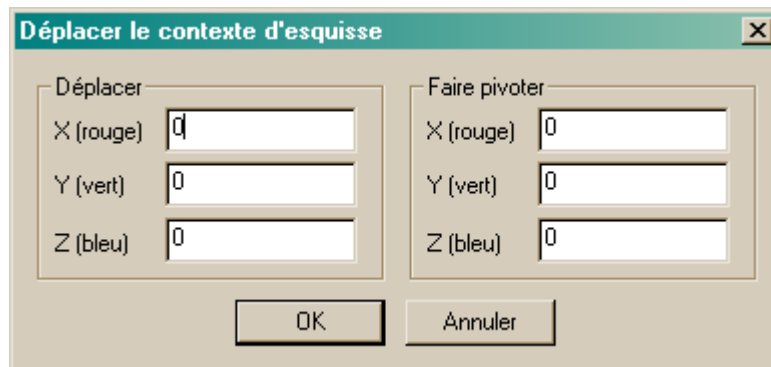 Déplacer le contexte d'esquisse
Déplacer
X (rouge) 0
Y (vert) 0
Z (bleu) 0
Faire pivoter
X (rouge) 0
Y (vert) 0
Z (bleu) 0
OK
Annuler